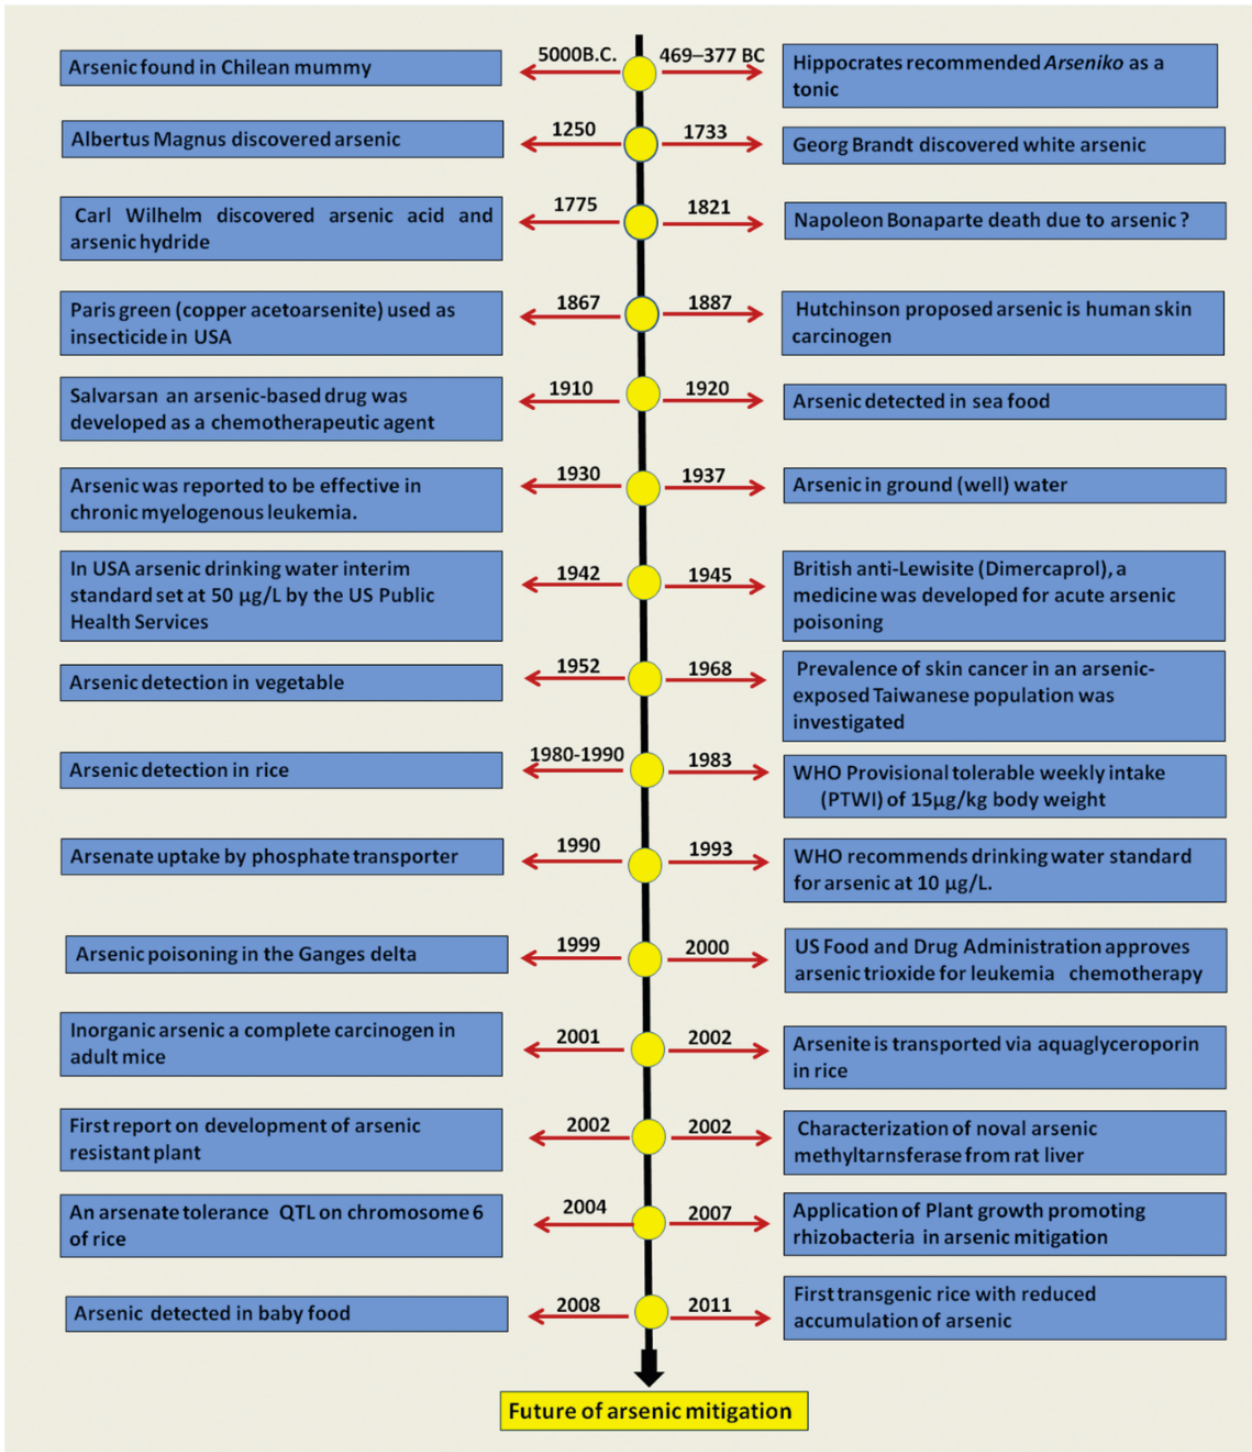 5000B.C.
469–377 BC
Arsenic found in Chilean mummy
Hippocrates recommended Arseniko as a
tonic
1250
1733
Albertus Magnus discovered arsenic
Georg Brandt discovered white arsenic
1775
1821
Carl Wilhelm discovered arsenic acid and
arsenic hydride
Napoleon Bonaparte death due to arsenic ?
1867
1887
Paris green (copper acetoarsenite) used as
insecticide in USA
Hutchinson proposed arsenic is human skin
carcinogen
1910
1920
Salvarsan an arsenic-based drug was
developed as a chemotherapeutic agent
Arsenic detected in sea food
1930
1937
Arsenic was reported to be effective in
chronic myelogenous leukemia.
Arsenic in ground (well) water
1942
1945
In USA arsenic drinking water interim
standard set at 50 µg/L by the US Public
Health Services
British anti-Lewisite (Dimercaprol), a
medicine was developed for acute arsenic
poisoning
1952
1968
Arsenic detection in vegetable
Prevalence of skin cancer in an arsenic-
exposed Taiwanese population was
investigated
1980-1990
1983
Arsenic detection in rice
WHO Provisional tolerable weekly intake
(PTWI) of 15µg/kg body weight
1990
1993
Arsenate uptake by phosphate transporter
WHO recommends drinking water standard
for arsenic at 10 µg/L.
1999
2000
Arsenic poisoning in the Ganges delta
US Food and Drug Administration approves
arsenic trioxide for leukemia chemotherapy
2001
2002
Inorganic arsenic a complete carcinogen in
adult mice
Arsenite is transported via aquaglyceroporin
in rice
2002
2002
First report on development of arsenic
resistant plant
Characterization of noval arsenic
methyltarnsferase from rat liver
2004
2007
An arsenate tolerance QTL on chromosome 6
of rice
Application of Plant growth promoting
rhizobacteria in arsenic mitigation
2008
2011
Arsenic detected in baby food
First transgenic rice with reduced
accumulation of arsenic
Future of arsenic mitigation